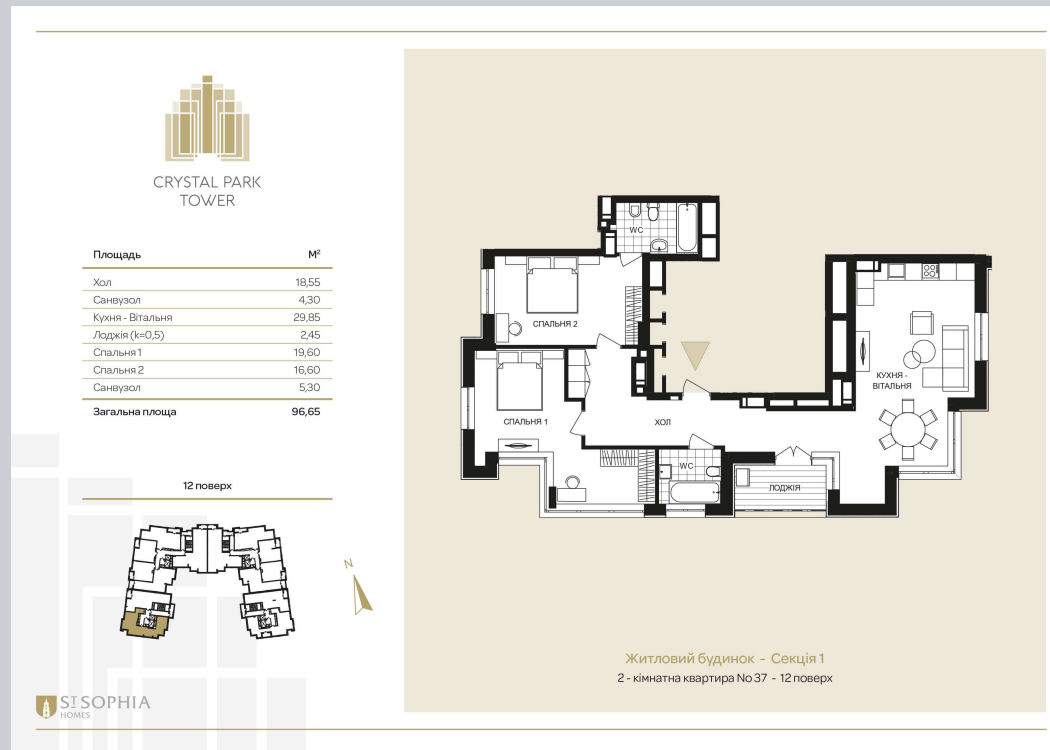 CRYSTAL PARK
TOWER
Площадь М²
Хол 18,55
Санвузол 4,30
Кухня - Вітальня 29,85
Лоджія (k=0,5) 2,45
Спальня 1 19,60
Спальня 2 16,60
Санвузол 5,30
Загальна площа 96,65
12 поверх
N
ST SOPHIA
HOMES
WC
СПАЛЬНЯ 2
КУХНЯ -
ВІТАЛЬНЯ
СПАЛЬНЯ 1
ХОЛ
WC
ЛОДЖІЯ
Житловий будинок - Секція 1
2 - кімнатна квартира No 37 - 12 поверх